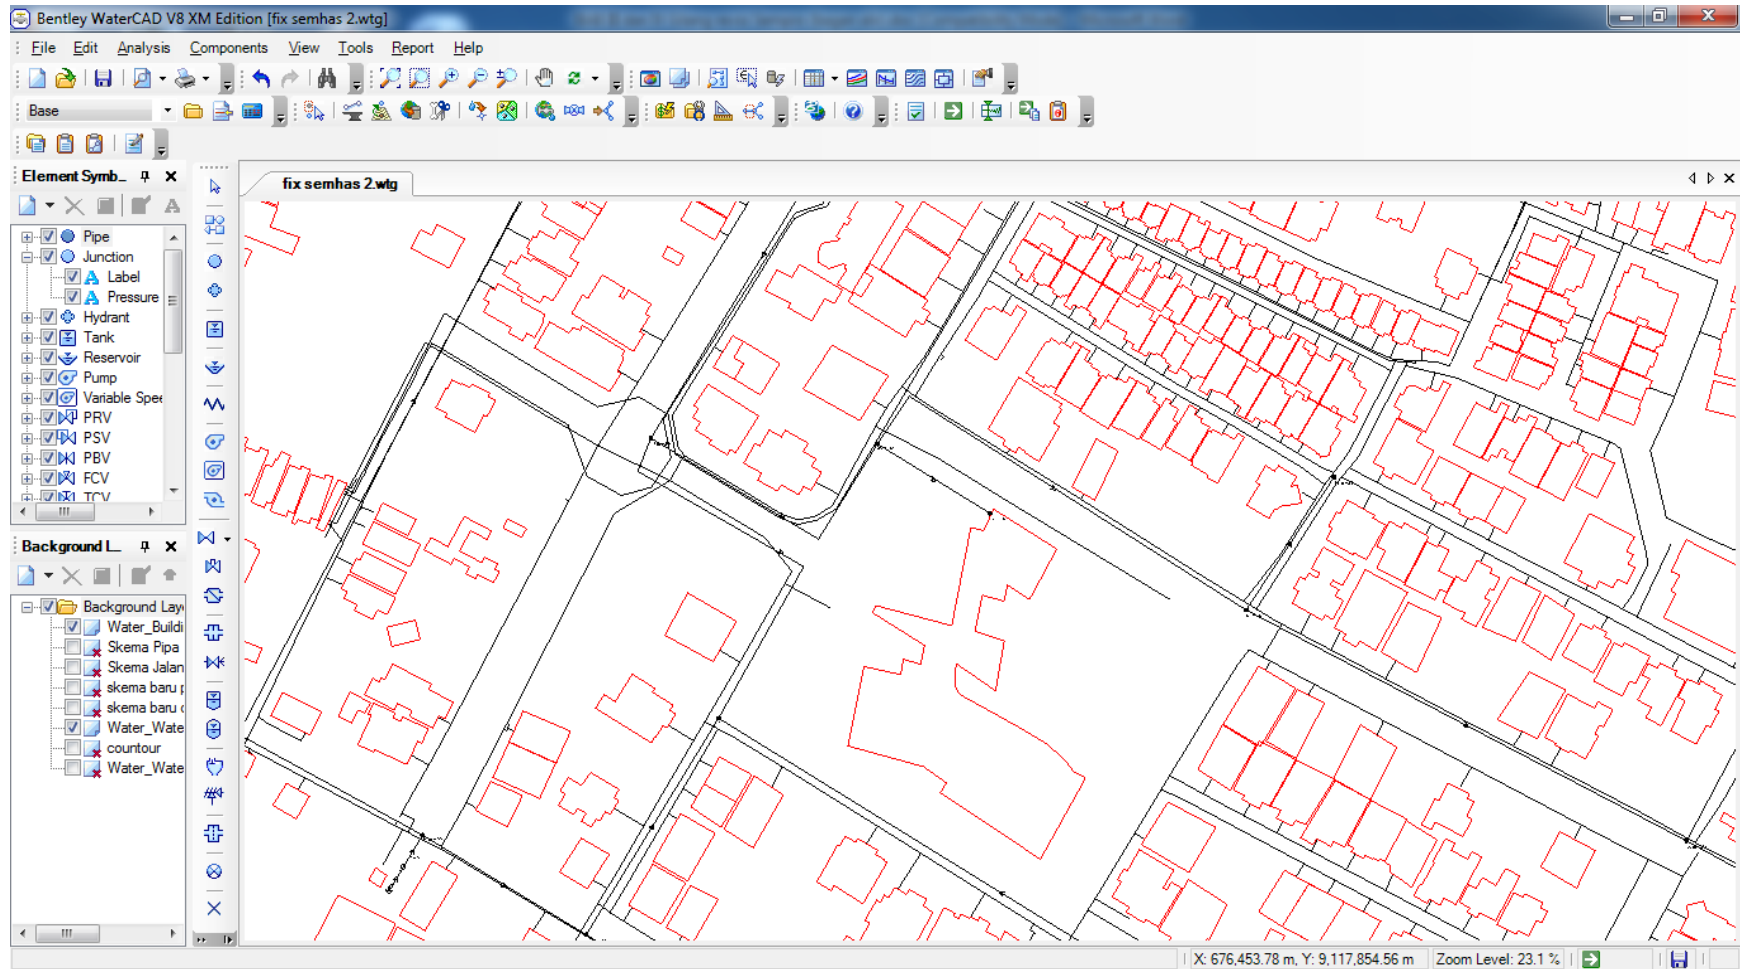 Bentley WaterCAD V8 XM Edition [fix semhas 2.wtg]
File Edit Analysis Components View Tools Report Help
Base
Element Symb...
fix semhas 2.wtg
Pipe
Junction
Label
Pressure
Hydrant
Tank
Reservoir
Pump
Variable Spee
PRV
PSV
PBV
FCV
TCV
Background l...
Background Lay
Water_Buildi
Skema Pipa
Skema Jalan
skema baru p
skema baru c
Water_Wate
countour
Water_Wate
X: 676,453.78 m, Y: 9,117,854.56 m
Zoom Level: 23.1 %